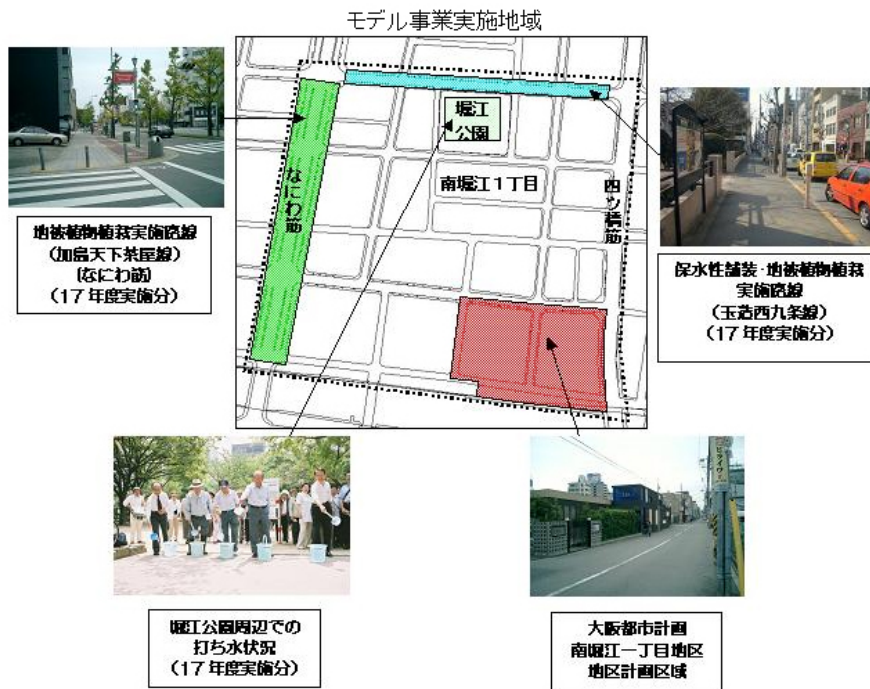 モデル事業実施地域
堀江
公園
なにわ筋
南堀江1丁目
四ツ橋筋
地被植物植栽実施路線
(加島天下茶屋線)
(なにわ筋)
(17年度実施分)
保水性舗装・地被植物植栽
実施路線
(玉造西九条線)
(17年度実施分)
堀江公園周辺での
打ち水状況
(17年度実施分)
大阪都市計画
南堀江一丁目地区
地区計画区域